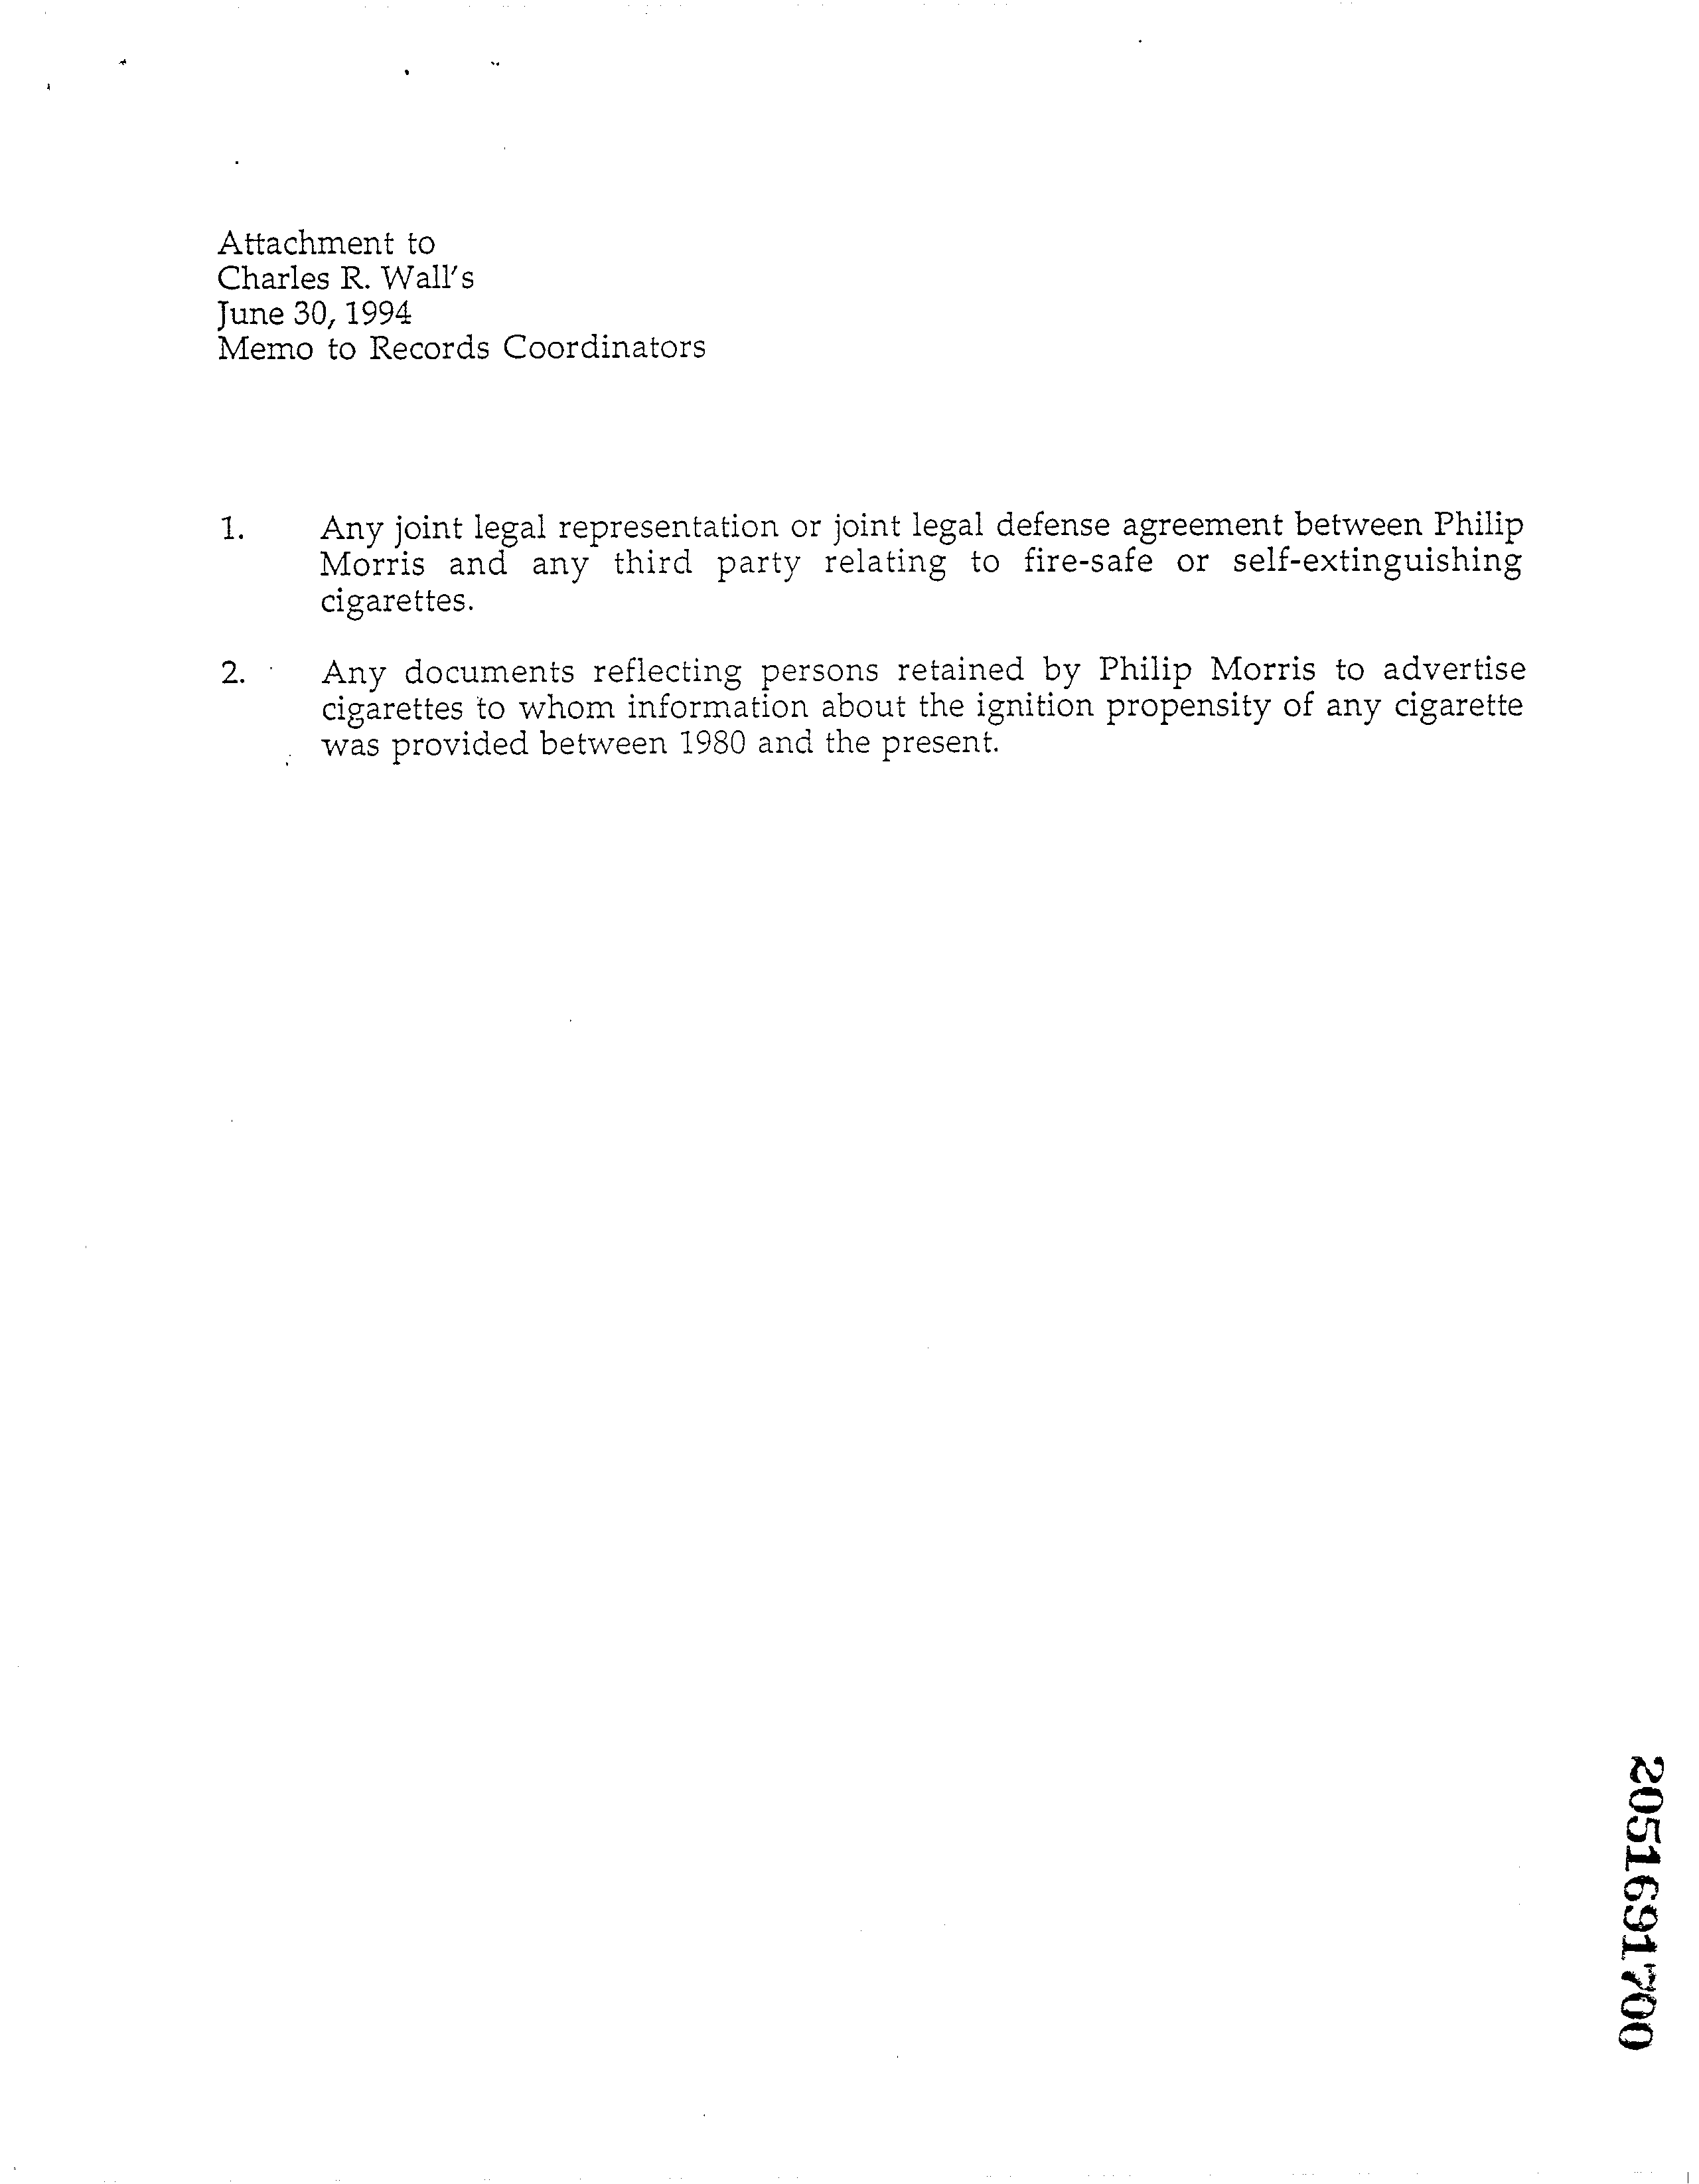 Attachment to
Charles R. Wall's
June 30, 1994
Memo to Records Coordinators
1. Any joint legal representation or joint legal defense agreement between Philip
Morris and any third party relating to fire-safe or self-extinguishing
cigarettes.
2. Any documents reflecting persons retained by Philip Morris to advertise
cigarettes to whom information about the ignition propensity of any cigarette
was provided between 1980 and the present.
2051691700